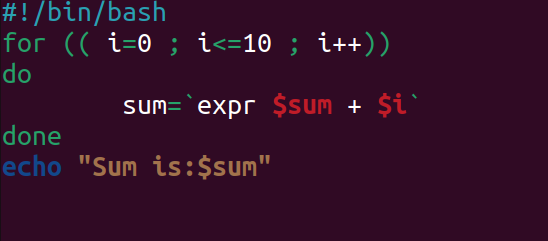 #!/bin/bash
for (( i=0 ; i<=10 ; i++))
do
        sum=`expr $sum + $i`
done
echo "Sum is:$sum"